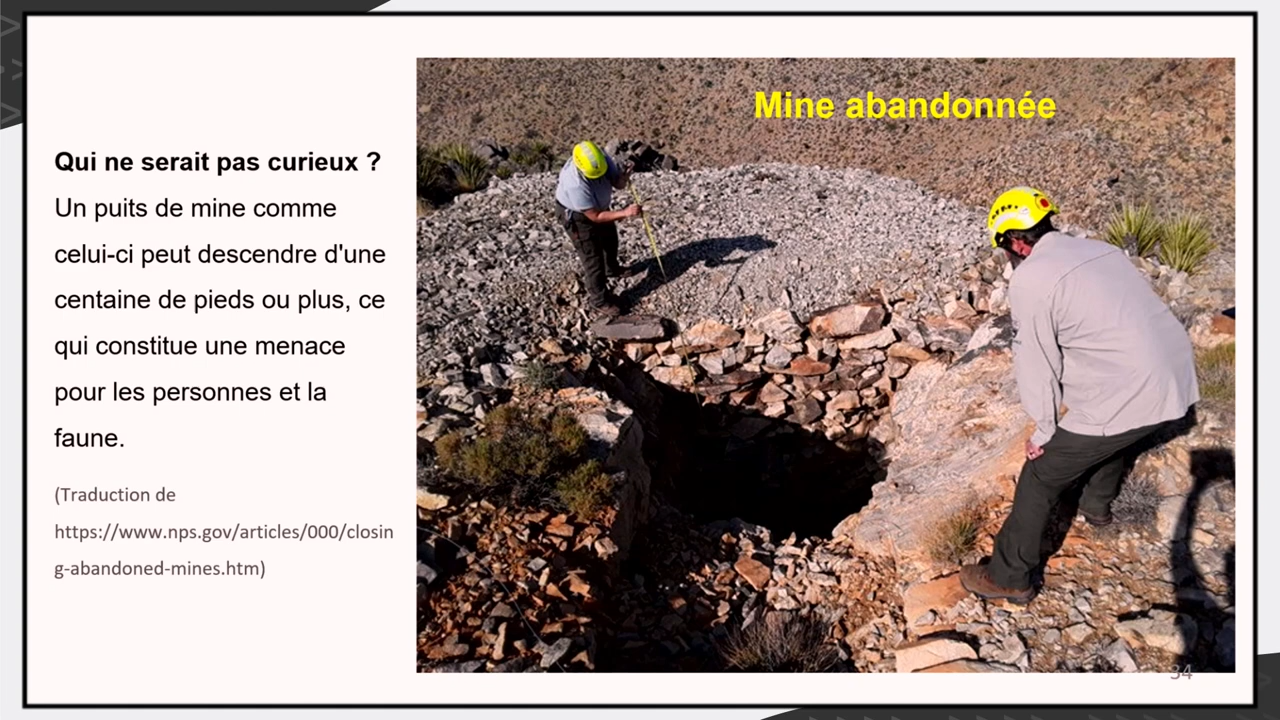 Mine abandonnée
Qui ne serait pas curieux ?
Un puits de mine comme
celui-ci peut descendre d'une
centaine de pieds ou plus, ce
qui constitue une menace
pour les personnes et la
faune.
(Traduction de
https://www.nps.gov/articles/000/closin
g-abandoned-mines.htm)
34